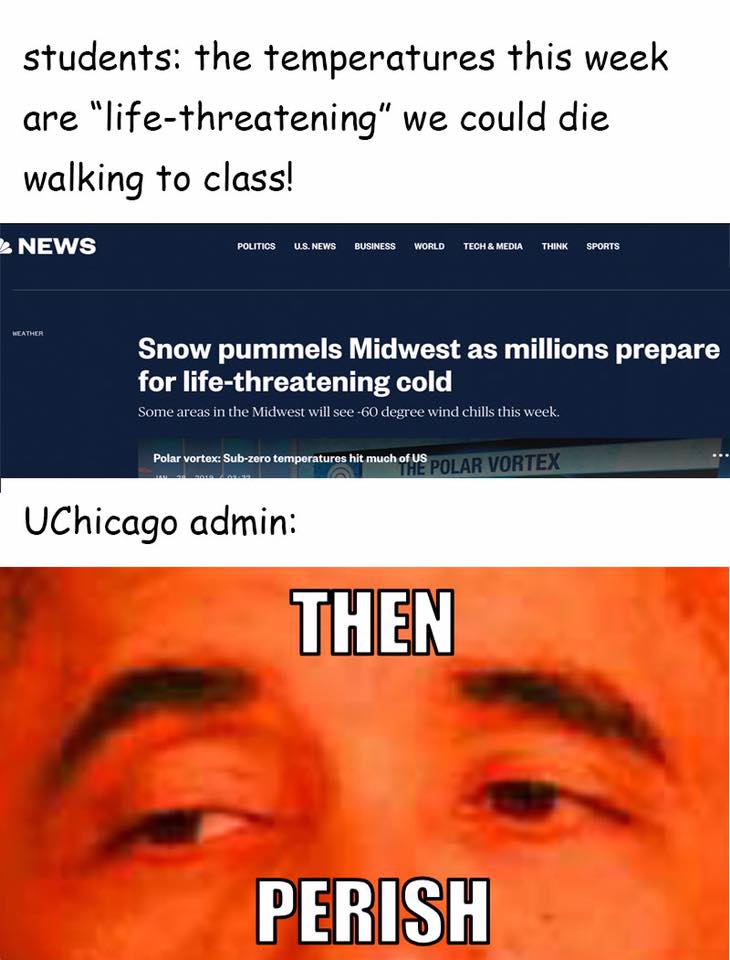 students: the temperatures this week
are “life-threatening” we could die
walking to class!
NEWS
POLITICS U.S. NEWS BUSINESS WORLD TECH & MEDIA THINK SPORTS
WEATHER
Snow pummels Midwest as millions prepare
for life-threatening cold
Some areas in the Midwest will see -60 degree wind chills this week.
Polar vortex: Sub-zero temperatures hit much of US
THE POLAR VORTEX
UChicago admin:
THEN
PERISH